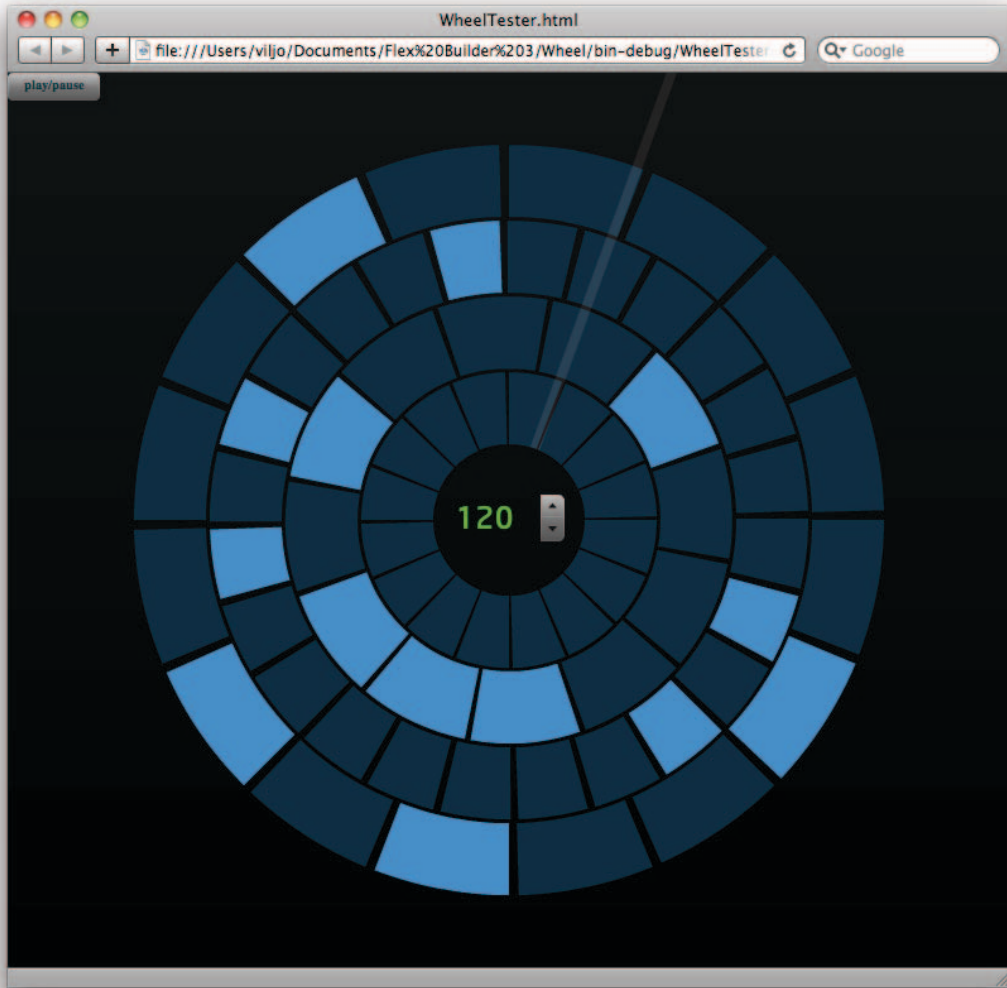 WheelTester.html
file:///Users/viljo/Documents/Flex%20Builder%203/Wheel/bin-debug/WheelTester
Google
play/pause
120